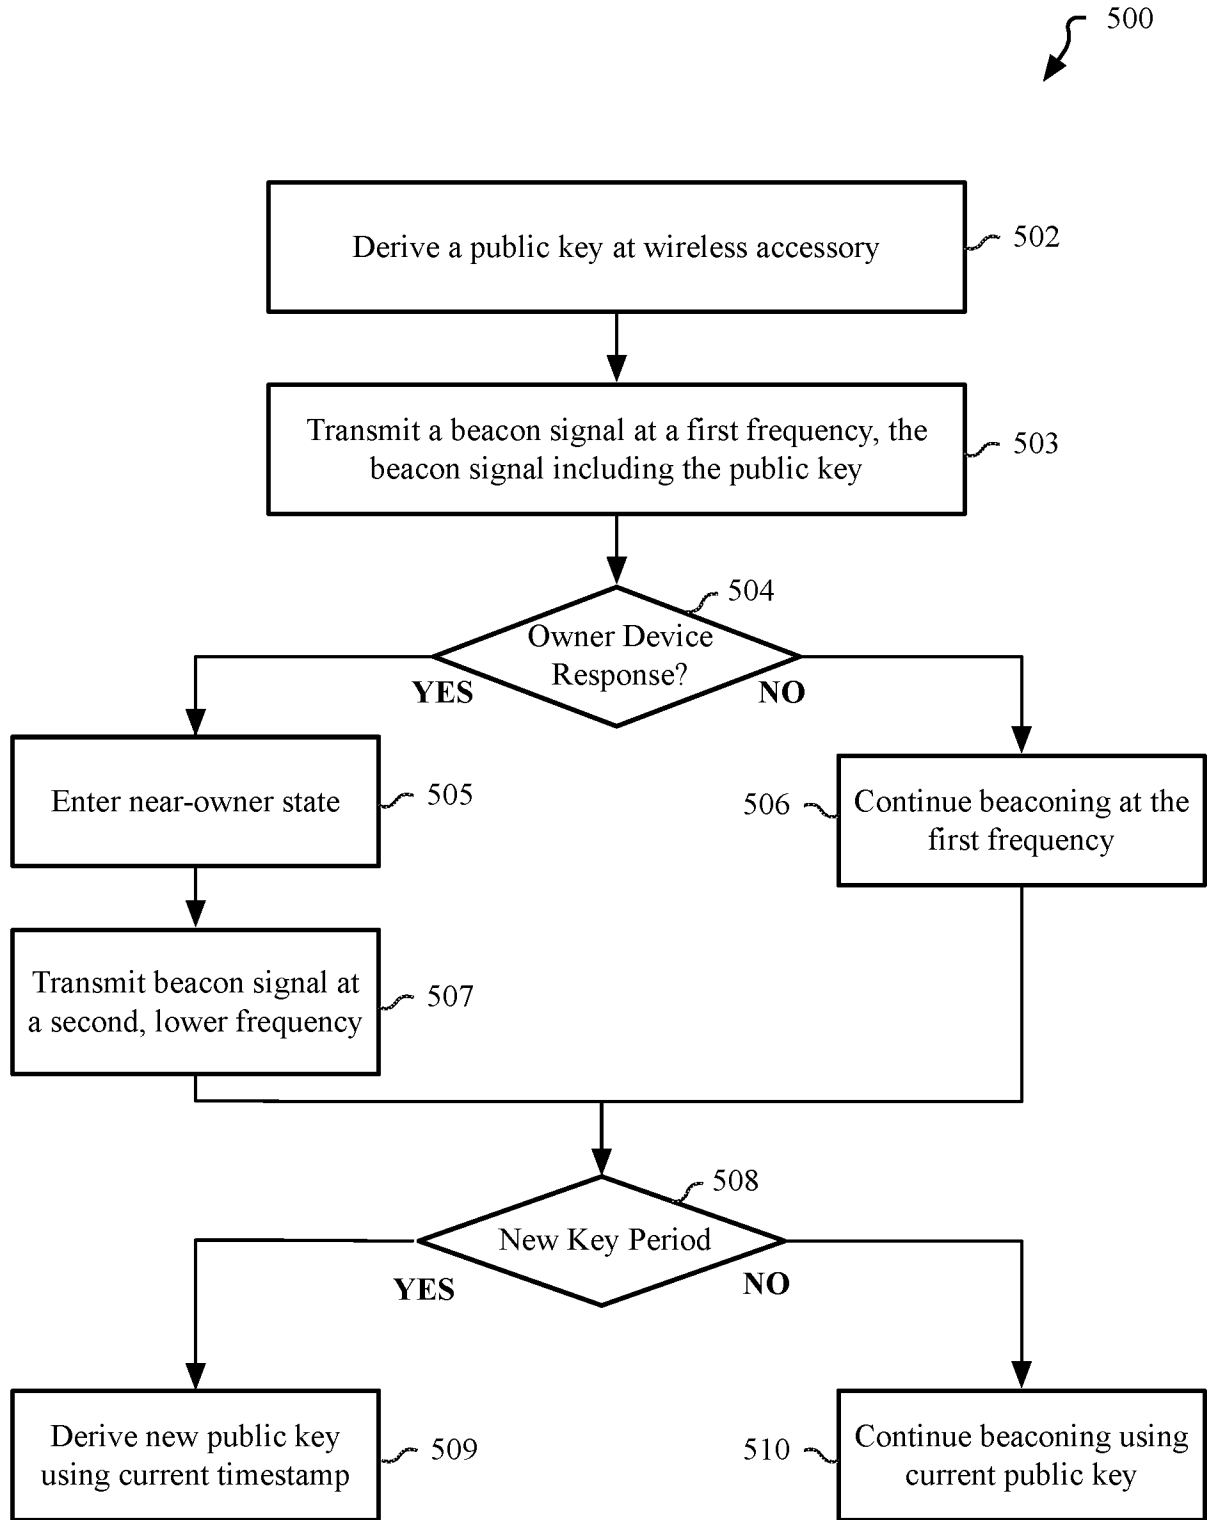 500
Derive a public key at wireless accessory
502
Transmit a beacon signal at a first frequency, the
beacon signal including the public key
503
504
Owner Device
Response?
YES
NO
Enter near-owner state
505
506
Continue beaconing at the
first frequency
Transmit beacon signal at
a second, lower frequency
507
508
New Key Period
YES
NO
Derive new public key
using current timestamp
509
510
Continue beaconing using
current public key